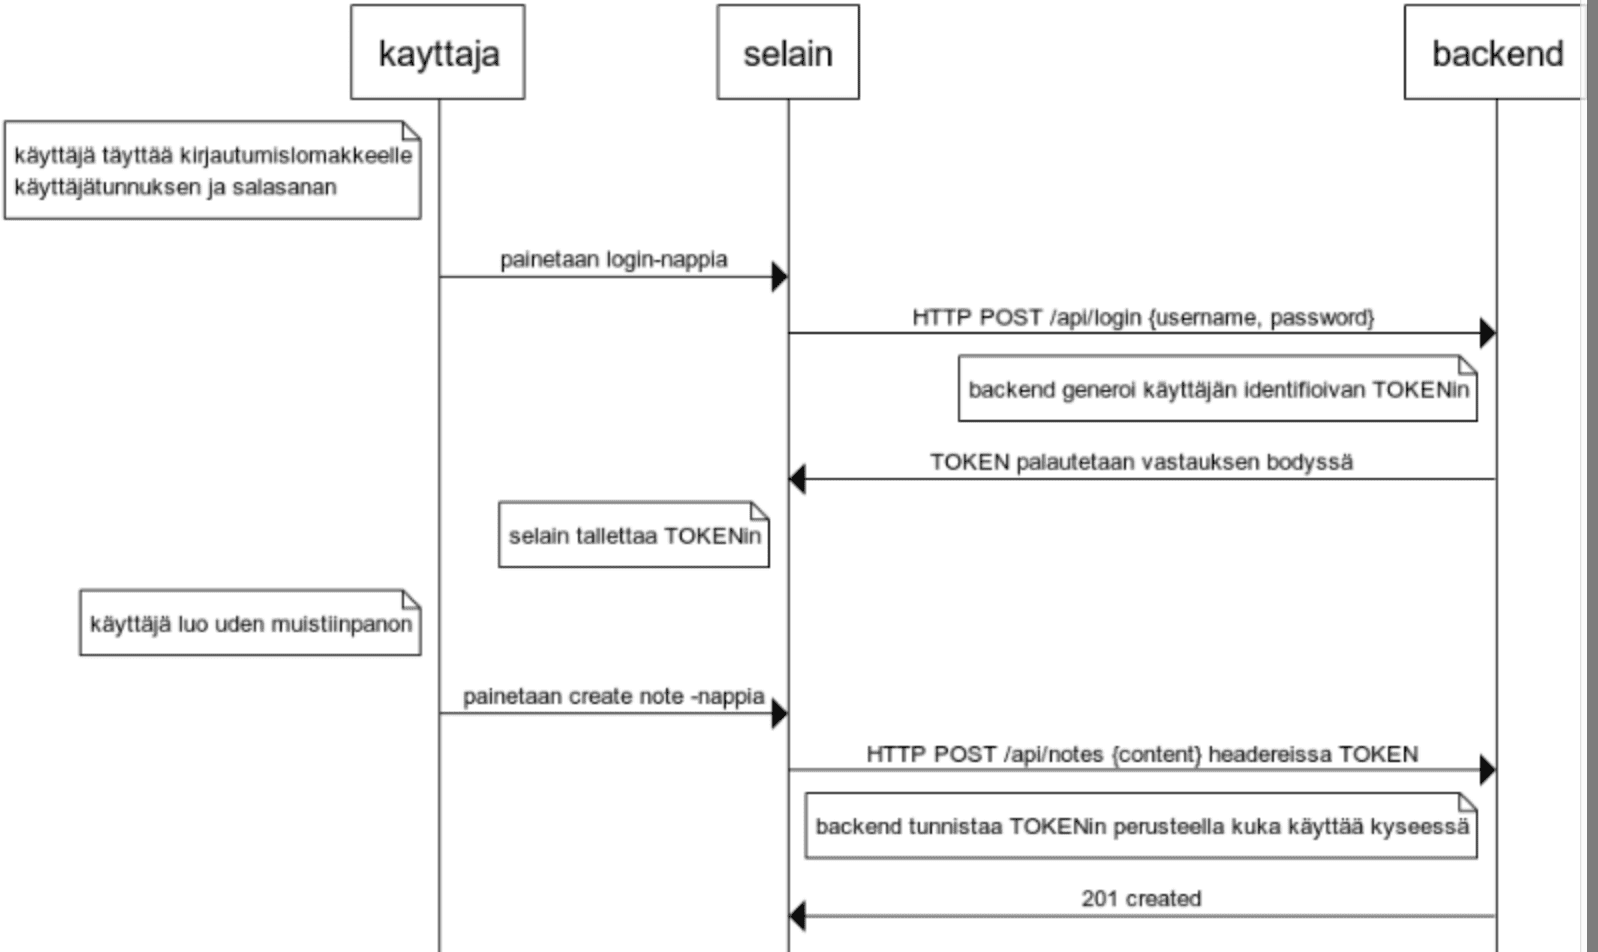 kayttaja
selain
backend
käyttäjä täyttää kirjautumislomakkeelle
käyttäjätunnuksen ja salasanan
painetaan login-nappia
HTTP POST /api/login {username, password}
backend generoi käyttäjän identifioivan TOKENin
TOKEN palautetaan vastauksen bodyssä
selain tallettaa TOKENin
käyttäjä luo uden muistiinpanon
painetaan create note -nappia
HTTP POST /api/notes {content} headereissa TOKEN
backend tunnistaa TOKENin perusteella kuka käyttää kyseessä
201 created